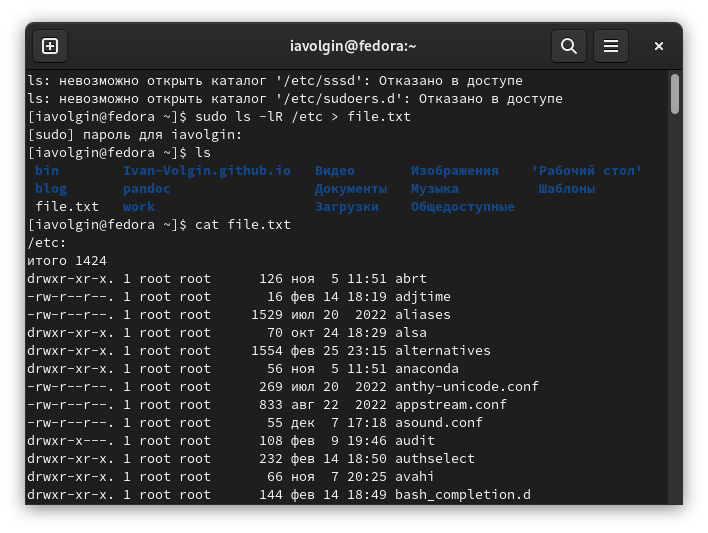 iavolgin@fedora:~
ls: невозможно открыть каталог '/etc/sssd': Отказано в доступе
ls: невозможно открыть каталог '/etc/sudoers.d': Отказано в доступе
[iavolgin@fedora ~]$ sudo ls -lR /etc > file.txt
[sudo] пароль для iavolgin:
[iavolgin@fedora ~]$ ls
bin Ivan-Volgin.github.io Видео Изображения 'Рабочий стол'
blog pandoc Документы Музыка Шаблоны
file.txt work Загрузки Общедоступные
[iavolgin@fedora ~]$ cat file.txt
/etc:
итого 1424
drwxr-xr-x. 1 root root 126 ноя 5 11:51 abrt
-rw-r--r--. 1 root root 16 фев 14 18:19 adjtime
-rw-r--r--. 1 root root 1529 июл 20 2022 aliases
drwxr-xr-x. 1 root root 70 окт 24 18:29 alsa
drwxr-xr-x. 1 root root 1554 фев 25 23:15 alternatives
drwxr-xr-x. 1 root root 56 ноя 5 11:51 anaconda
-rw-r--r--. 1 root root 269 июл 20 2022 anthy-unicode.conf
-rw-r--r--. 1 root root 833 авг 22 2022 appstream.conf
-rw-r--r--. 1 root root 55 дек 7 17:18 asound.conf
drwxr-x---. 1 root root 108 фев 9 19:46 audit
drwxr-xr-x. 1 root root 232 фев 14 18:50 authselect
drwxr-xr-x. 1 root root 66 ноя 7 20:25 avahi
drwxr-xr-x. 1 root root 144 фев 14 18:49 bash_completion.d